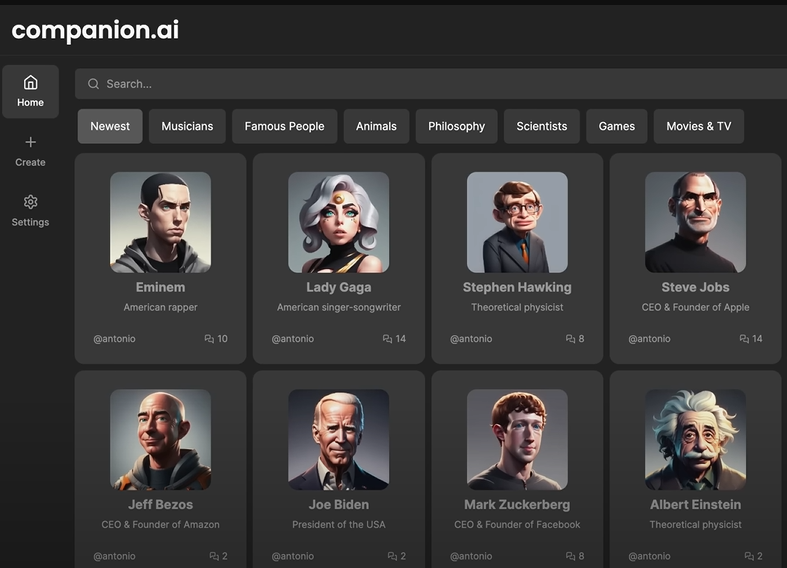 companion.ai
Search...
Home
Newest Musicians Famous People Animals Philosophy Scientists Games Movies & TV
Create
Settings
Eminem Lady Gaga Stephen Hawking Steve Jobs
American rapper American singer-songwriter Theoretical physicist CEO & Founder of Apple
@antonio 10 @antonio 14 @antonio 8 @antonio 14
Jeff Bezos Joe Biden Mark Zuckerberg Albert Einstein
CEO & Founder of Amazon President of the USA CEO & Founder of Facebook Theoretical physicist
@antonio 2 @antonio 2 @antonio 8 @antonio 2